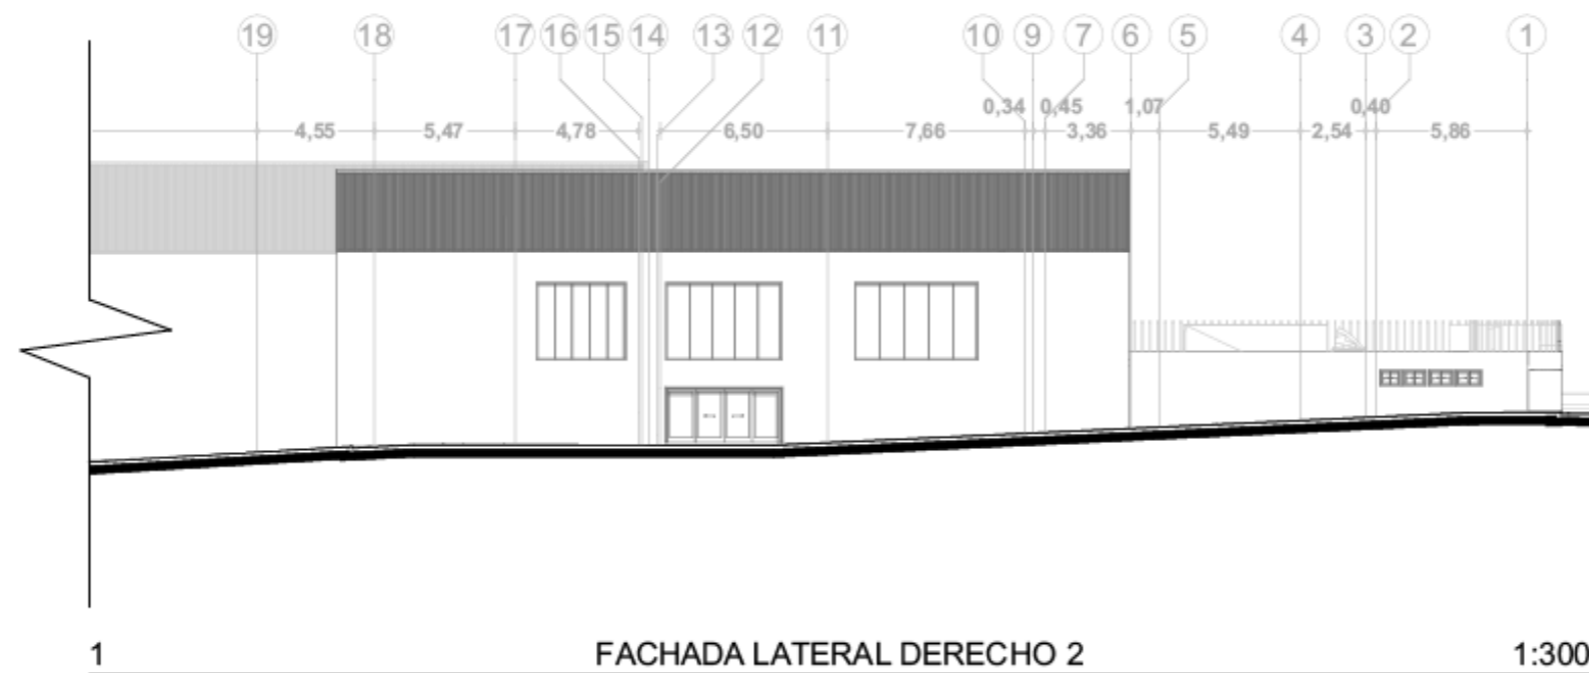 19 18 17 16 15 14 13 12 11 10 9 7 6 5 4 3 2 1
0,34 0,45 1,07 0,40
4,55 5,47 4,78 6,50 7,66 3,36 5,49 2,54 5,86
1 FACHADA LATERAL DERECHO 2 1:300